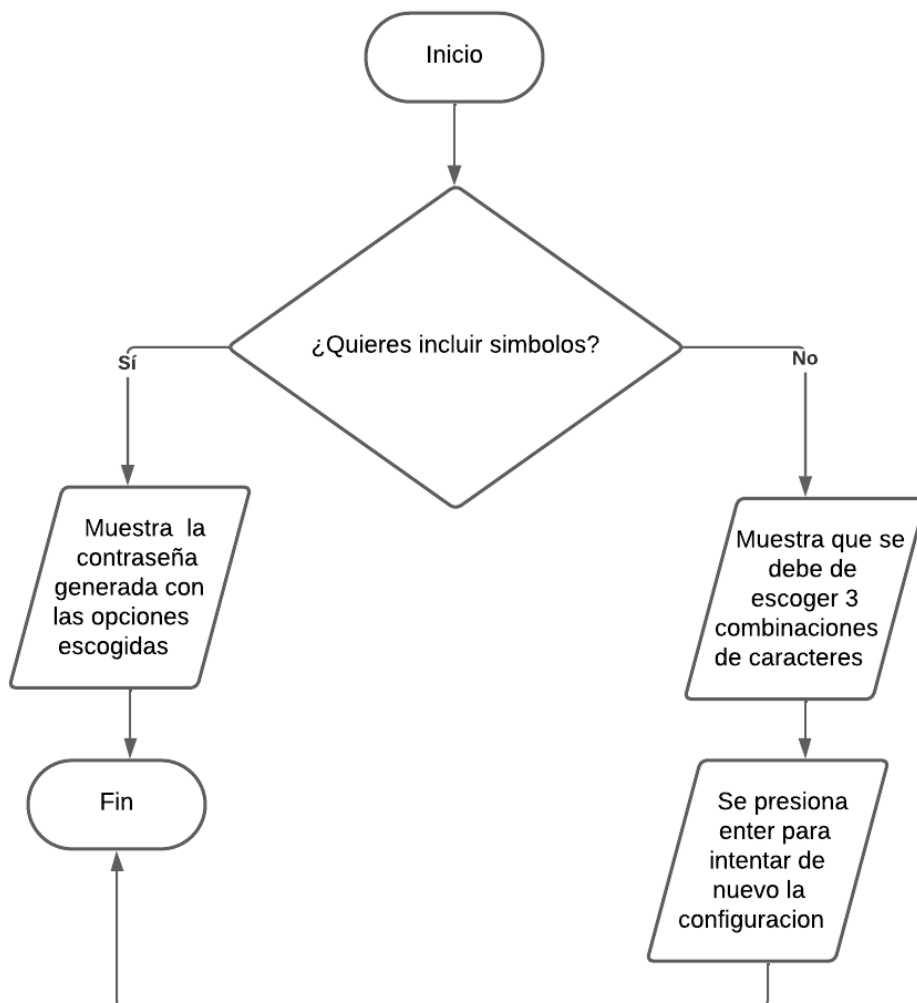 Inicio
¿Quieres incluir simbolos?
Sí
No
Muestra la
contraseña
generada con
las opciones
escogidas
Muestra que se
debe de
escoger 3
combinaciones
de caracteres
Fin
Se presiona
enter para
intentar de
nuevo la
configuracion